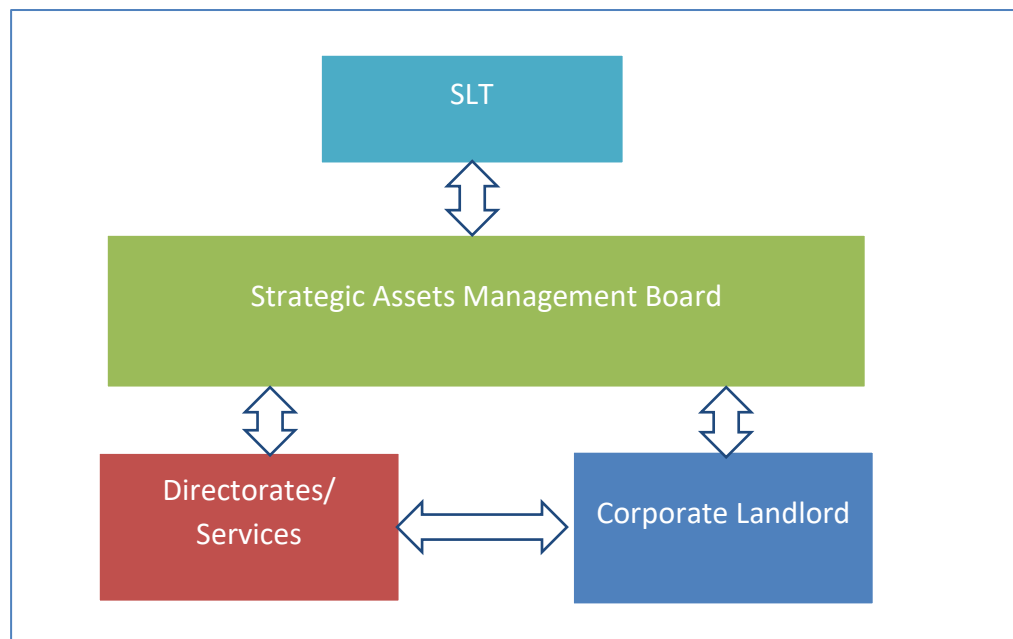 SLT
Strategic Assets Management Board
Directorates/
Services
Corporate Landlord